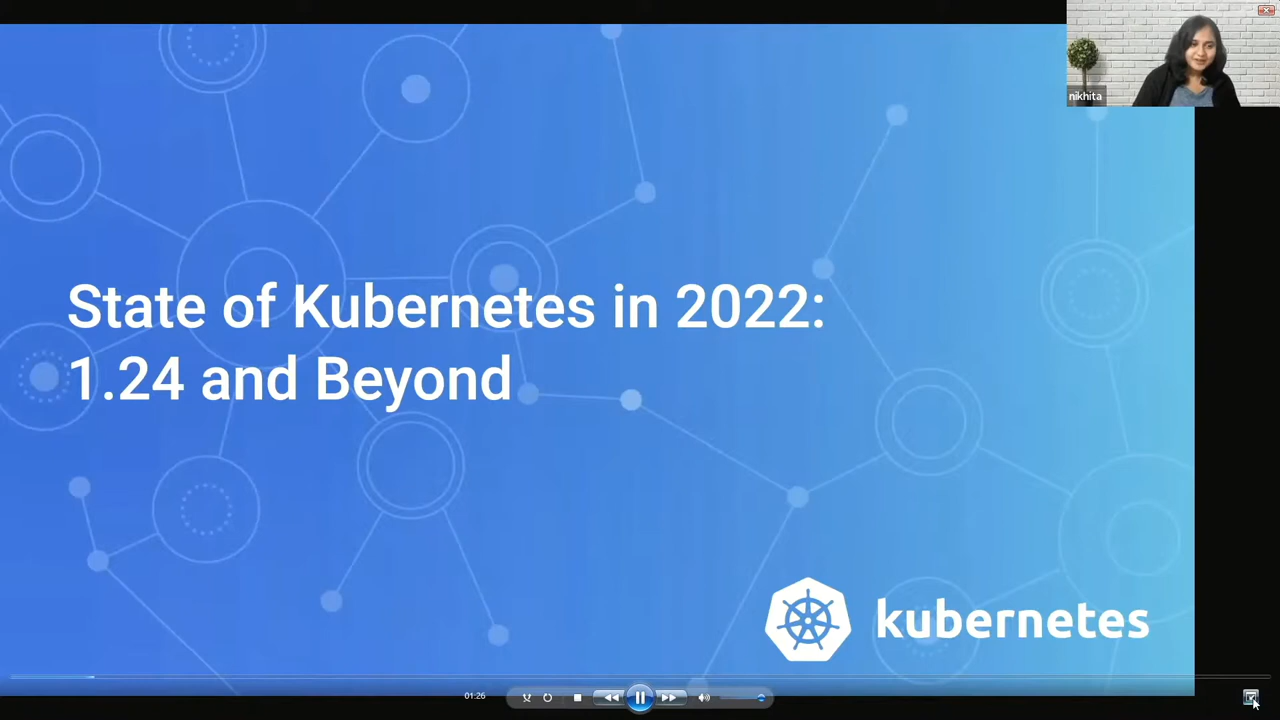 nikhita
State of Kubernetes in 2022:
1.24 and Beyond
kubernetes
01:26